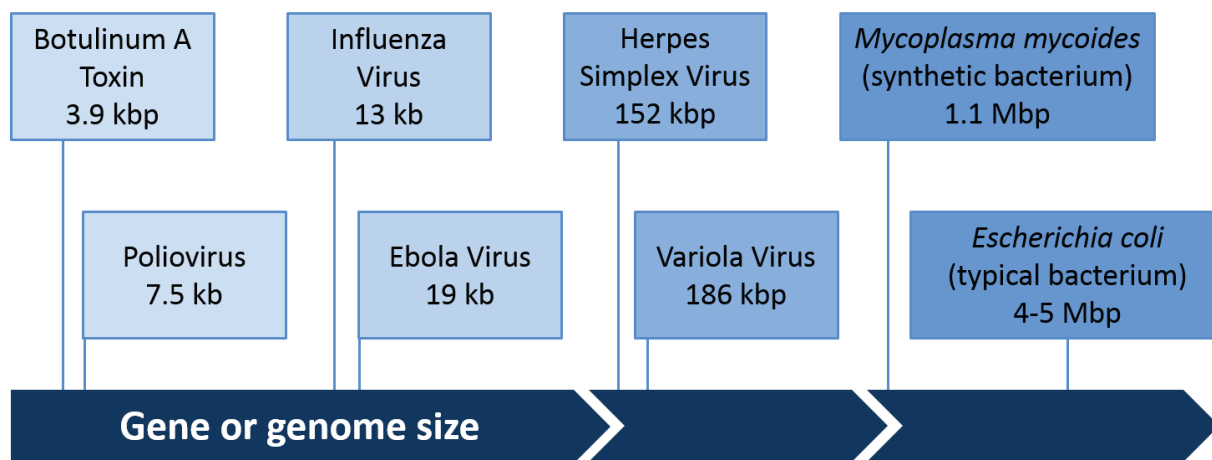 Botulinum A
Toxin
3.9 kbp
Influenza
Virus
13 kb
Herpes
Simplex Virus
152 kbp
Mycoplasma mycoides
(synthetic bacterium)
1.1 Mbp
Poliovirus
7.5 kb
Ebola Virus
19 kb
Variola Virus
186 kbp
Escherichia coli
(typical bacterium)
4-5 Mbp
Gene or genome size